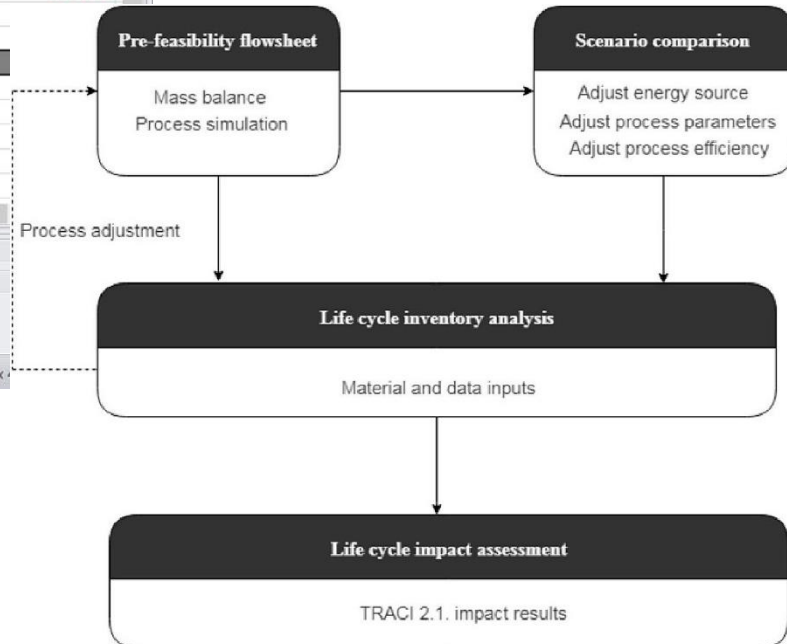 Pre-feasibility flowsheet
Mass balance
Process simulation
Scenario comparison
Adjust energy source
Adjust process parameters
Adjust process efficiency
Process adjustment
Life cycle inventory analysis
Material and data inputs
Life cycle impact assessment
TRACI 2.1. impact results